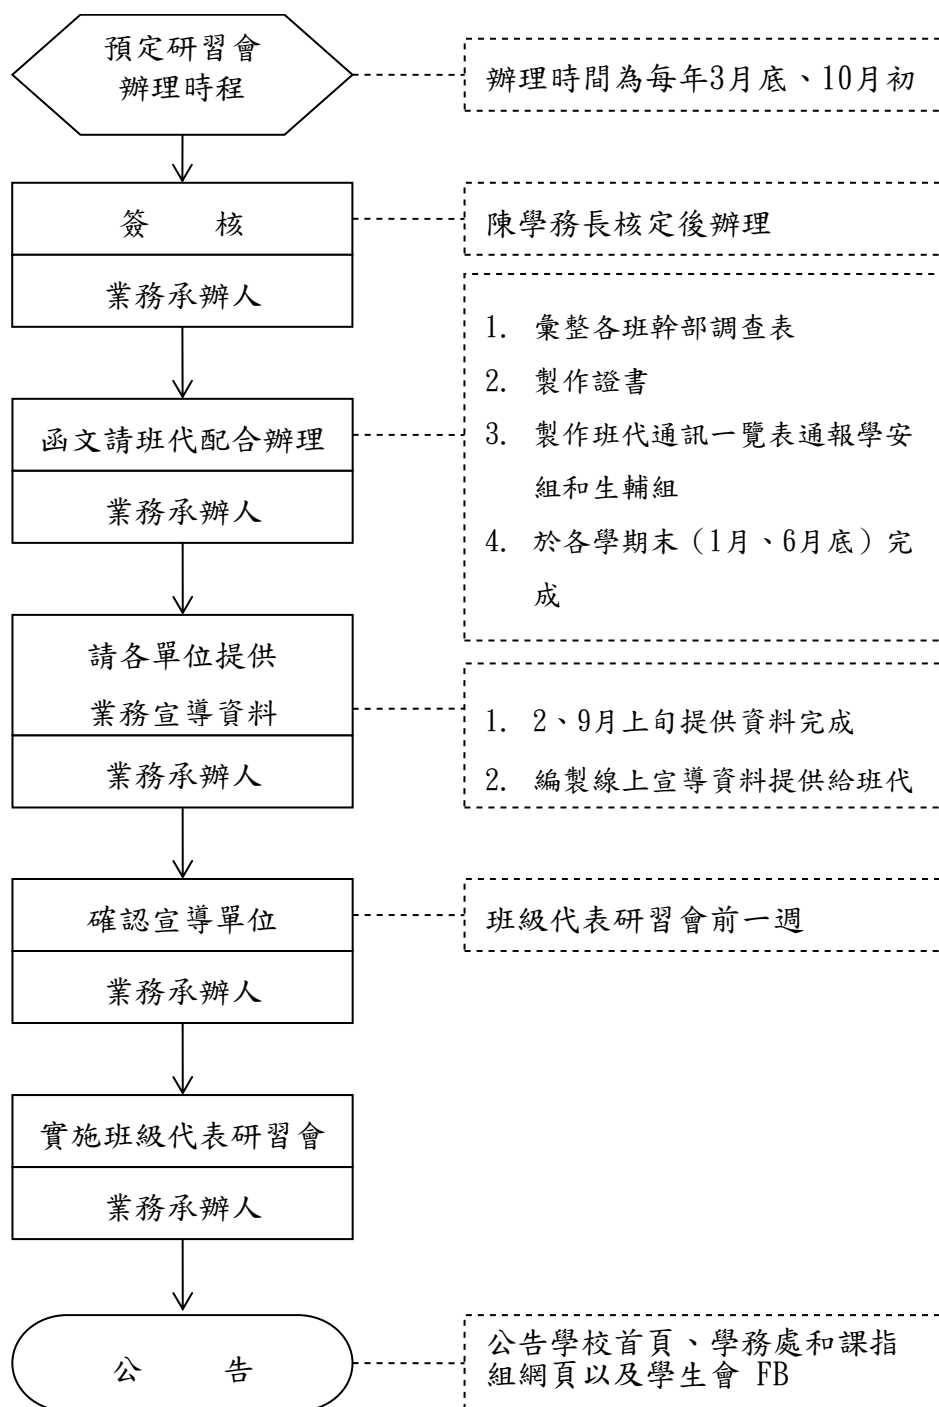 預定研習會
辦理時程
辦理時間為每年3月底、10月初
簽 核
業務承辦人
陳學務長核定後辦理
函文請班代配合辦理
業務承辦人
1. 彙整各班幹部調查表
2. 製作證書
3. 製作班代通訊一覽表通報學安
組和生輔組
4. 於各學期末（1月、6月底）完
成
請各單位提供
業務宣導資料
業務承辦人
1. 2、9月上旬提供資料完成
2. 編製線上宣導資料提供給班代
確認宣導單位
業務承辦人
班級代表研習會前一週
實施班級代表研習會
業務承辦人
公 告
公告學校首頁、學務處和課指
組網頁以及學生會 FB